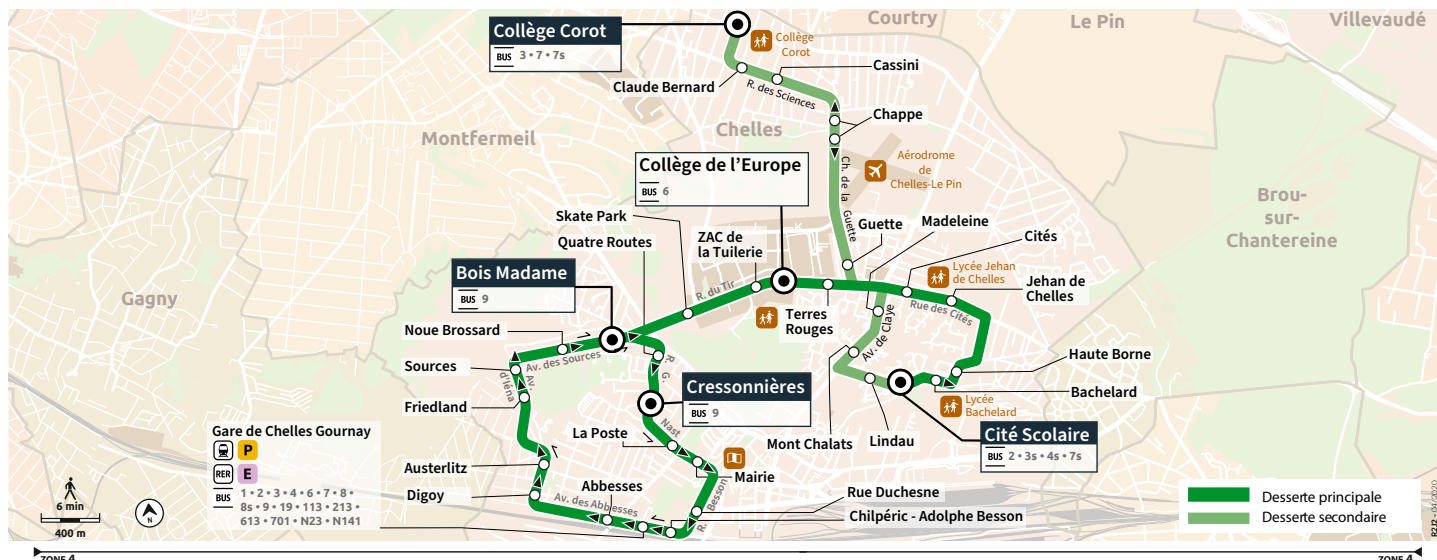 Courtry
Le Pin
Villevaudé
Collège Corot
BUS 3 • 7 • 7s
Collège
Corot
Claude Bernard
Cassini
R. des Sciences
Chappe
Montfermeil
Chelles
Collège de l'Europe
BUS 6
Aérodrome
de
Chelles-Le Pin
Ch. de la Guette
Brou-
sur-
Chantereine
Skate Park
Quatre Routes
ZAC de
la Tuilerie
Guette
Madeleine
Cités
Bois Madame
BUS 9
Gagny
Lycée Jehan
de Chelles
Jehan de
Chelles
R. du Tir
Rue des Cités
Terres
Rouges
Noue Brossard
Av. des Sources
Av. de Claye
Sources
Av.
d'Iéna
R. G.
Nast
Haute Borne
Cressonnières
BUS 9
Bachelard
Friedland
Lycée
Bachelard
Gare de Chelles Gournay
P
RER E
BUS 1 • 2 • 3 • 4 • 6 • 7 • 8 •
8s • 9 • 19 • 113 • 213 •
613 • 701 • N23 • N141
La Poste
Mont Chalats
Lindau
Cité Scolaire
BUS 2 • 3s • 4s • 7s
Austerlitz
Mairie
Digoy
Abbesses
Av. des Abbesses
R. Besson
Rue Duchesne
Chilpéric - Adolphe Besson
6 min
400 m
N
Desserte principale
Desserte secondaire
R2J2 • 04/2020
ZONE 4
ZONE 4